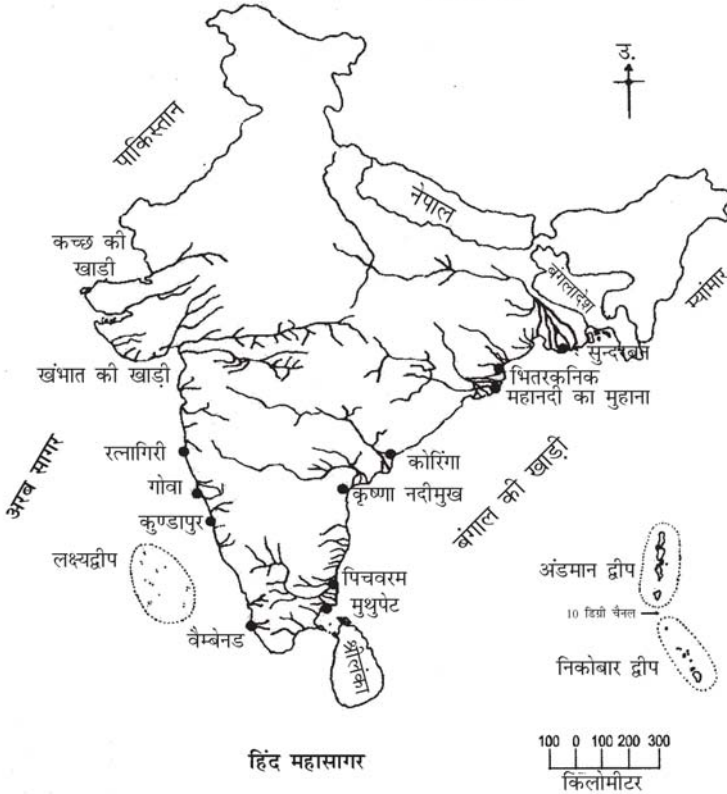 उ.
पाकिस्तान
नेपाल
कच्छ की
खाडी
बंगलादेश
म्यांमार
सुन्दरबन
खंभात की खाडी
भितरकनिक
महानदी का मुहाना
रत्नागिरी
कोरिंगा
अरब सागर
गोवा
कृष्णा नदीमुख
बंगाल की खाड़ी
कुण्डापुर
लक्ष्यद्वीप
अंडमान द्वीप
पिचवरम
मुथुपेट
10 डिग्री चैनल
वैम्बेनड
श्रीलंका
निकोबार द्वीप
हिंद महासागर
100 0 100 200 300
किलोमीटर